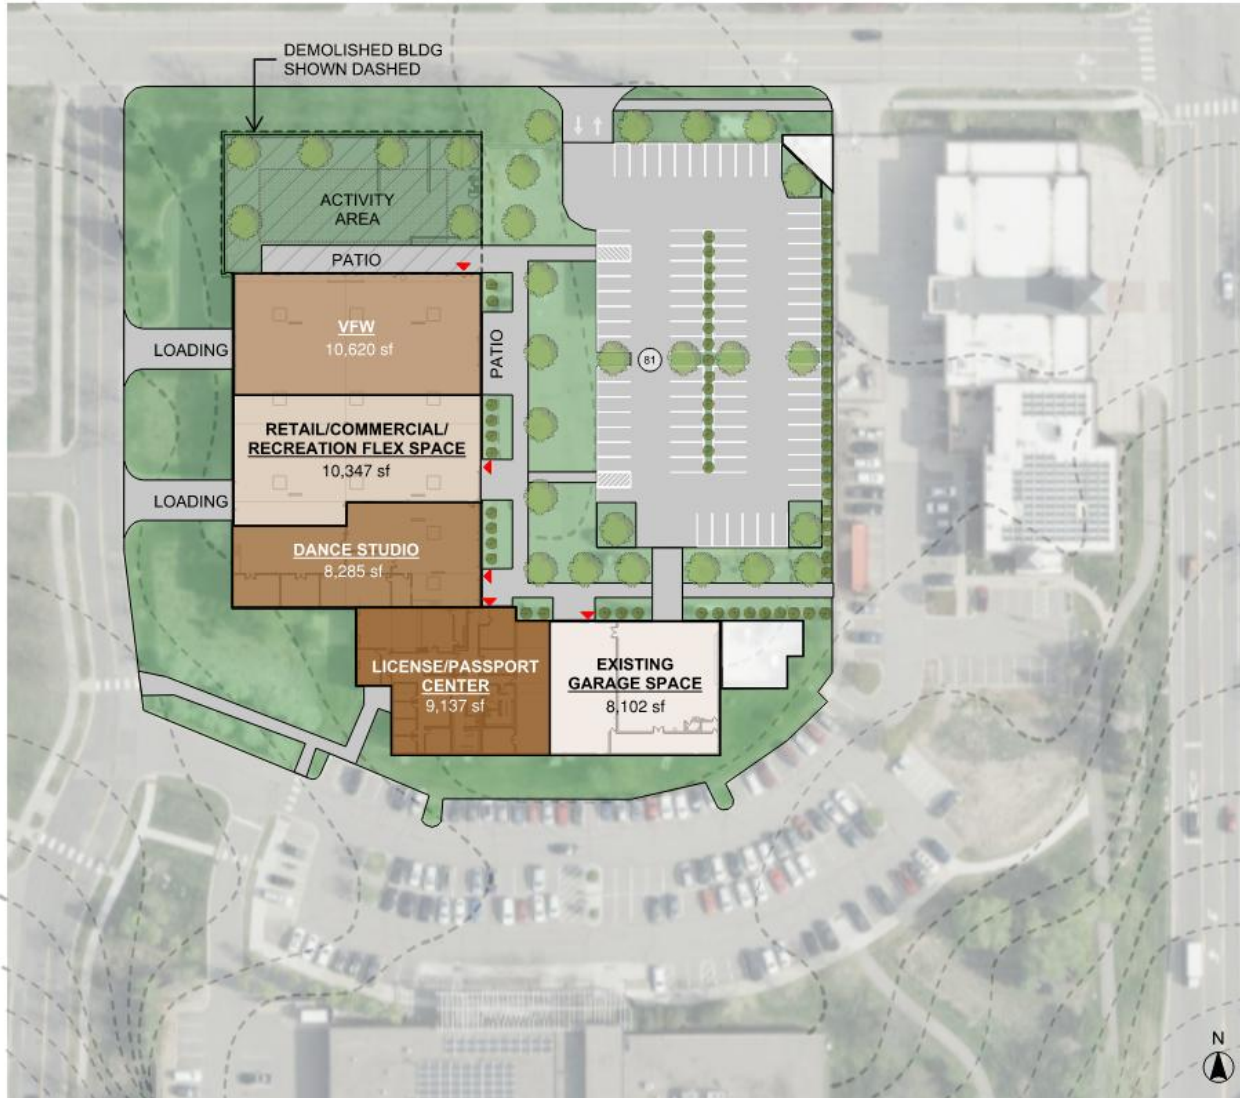 DEMOLISHED BLDG
SHOWN DASHED
ACTIVITY
AREA
PATIO
VFW
10,620 sf
LOADING
PATIO
81
RETAIL/COMMERCIAL/
RECREATION FLEX SPACE
10,347 sf
LOADING
DANCE STUDIO
8,285 sf
LICENSE/PASSPORT
CENTER
9,137 sf
EXISTING
GARAGE SPACE
8,102 sf
N